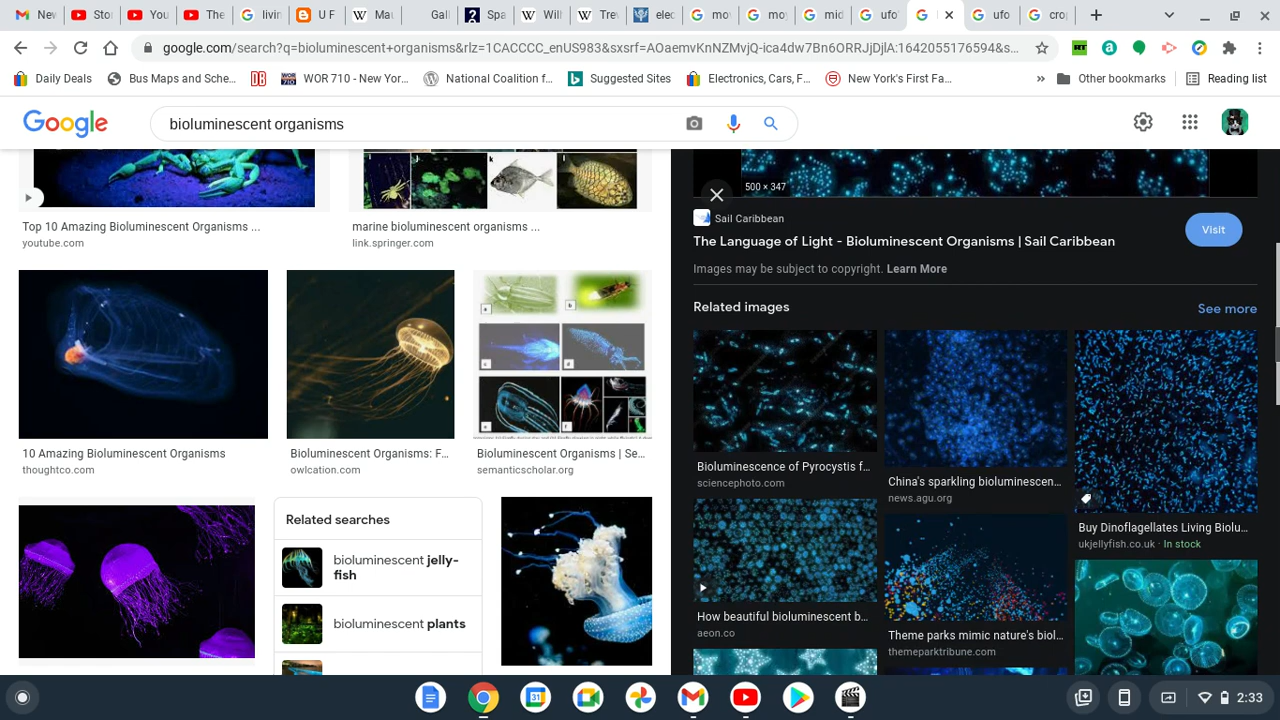 New
Stor
You
The
livin
U F
Mau
Gall
Spa
Will
Trev
elec
mov
moy
mid
ufo'
ufo
crop
google.com/search?q=bioluminescent+organisms&rlz=1CACCCC_enUS983&sxsrf=AOaemvKnNZMvjQ-ica4dw7Bn6ORRJjDjlA:1642055176594&s...
Daily Deals
Bus Maps and Sche...
WOR 710 - New Yor...
National Coalition f...
Suggested Sites
Electronics, Cars, F...
New York's First Fa...
»
Other bookmarks
Reading list
Google
bioluminescent organisms
Top 10 Amazing Bioluminescent Organisms ...
youtube.com
marine bioluminescent organisms ...
link.springer.com
10 Amazing Bioluminescent Organisms
thoughtco.com
Bioluminescent Organisms: F...
owlcation.com
Bioluminescent Organisms | Se...
semanticscholar.org
Related searches
bioluminescent jelly-
fish
bioluminescent plants
500 × 347
Sail Caribbean
The Language of Light - Bioluminescent Organisms | Sail Caribbean
Visit
Images may be subject to copyright. Learn More
Related images
See more
Bioluminescence of Pyrocystis f...
sciencephoto.com
China's sparkling bioluminescen...
news.agu.org
Buy Dinoflagellates Living Biolu...
ukjellyfish.co.uk · In stock
How beautiful bioluminescent b...
aeon.co
Theme parks mimic nature's biol...
themeparktribune.com
2:33